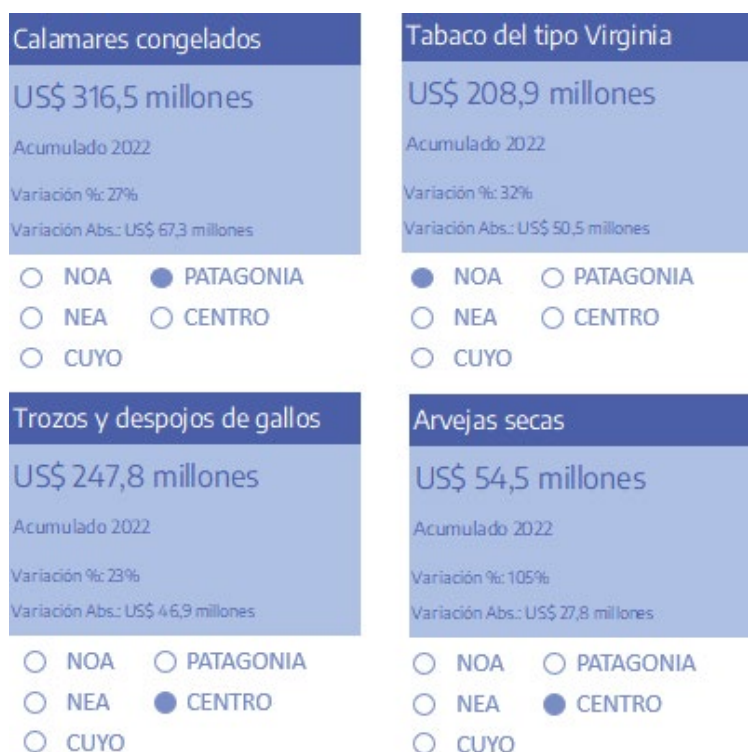 Calamares congelados
US$ 316,5 millones
Acumulado 2022
Variación %: 27%
Variación Abs.: US$ 67,3 millones
NOA PATAGONIA
NEA CENTRO
CUYO
Tabaco del tipo Virginia
US$ 208,9 millones
Acumulado 2022
Variación %: 32%
Variación Abs.: US$ 50,5 millones
NOA PATAGONIA
NEA CENTRO
CUYO
Trozos y despojos de gallos
US$ 247,8 millones
Acumulado 2022
Variación %: 23%
Variación Abs.: US$ 46,9 millones
NOA PATAGONIA
NEA CENTRO
CUYO
Arvejas secas
US$ 54,5 millones
Acumulado 2022
Variación %: 105%
Variación Abs.: US$ 27,8 millones
NOA PATAGONIA
NEA CENTRO
CUYO